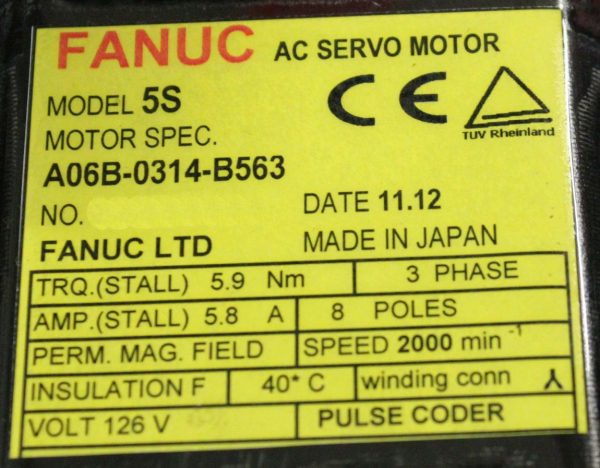 FANUC AC SERVO MOTOR
MODEL 5S
MOTOR SPEC.
A06B-0314-B563
CE
TUV Rheinland
NO.
DATE 11.12
FANUC LTD
MADE IN JAPAN
TRQ.(STALL) 5.9 Nm 3 PHASE
AMP.(STALL) 5.8 A 8 POLES
PERM. MAG. FIELD SPEED 2000 min⁻¹
INSULATION F 40* C winding conn
VOLT 126 V PULSE CODER